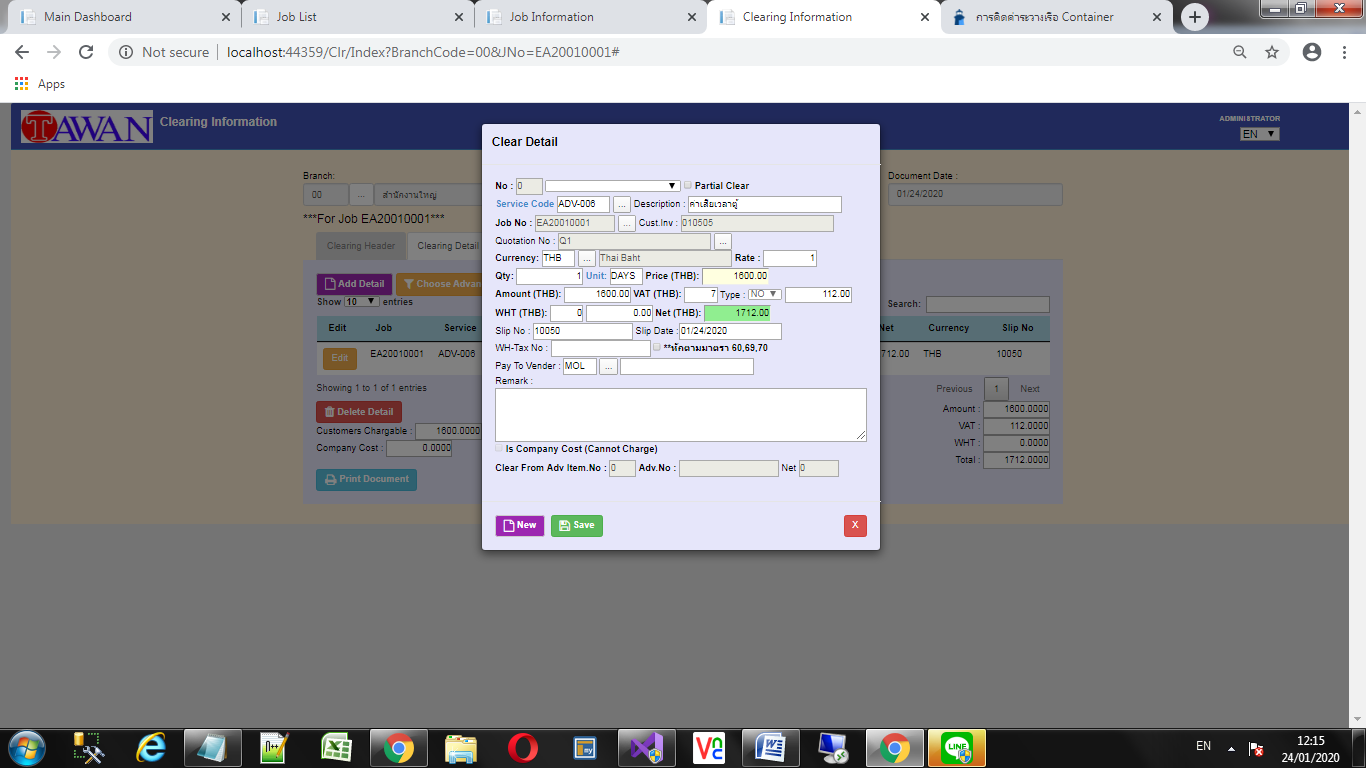 Main Dashboard
Job List
Job Information
Clearing Information
การติดค่าระวางเรือ Container
Not secure | localhost:44359/Clr/Index?BranchCode=00&JNo=EA20010001#
Apps
TAWAN Clearing Information
ADMINISTRATOR
EN
Branch:
00 ... สำนักงานใหญ่
Document Date :
01/24/2020
***For Job EA20010001***
Clearing Header Clearing Detail
Add Detail Choose Advan
Show 10 entries
Search:
Edit Job Service
Net Currency Slip No
Edit EA20010001 ADV-006
712.00 THB 10050
Showing 1 to 1 of 1 entries
Previous 1 Next
Delete Detail
Customers Chargable : 1600.0000
Company Cost : 0.0000
Print Document
Amount : 1600.0000
VAT : 112.0000
WHT : 0.0000
Total : 1712.0000
Clear Detail
No : 0 Partial Clear
Service Code ADV-006 ... Description : ค่าเสียเวลาตู้
Job No : EA20010001 ... Cust.Inv : 010505
Quotation No : Q1 ...
Currency: THB ... Thai Baht Rate : 1
Qty: 1 Unit: DAYS Price (THB): 1600.00
Amount (THB): 1600.00 VAT (THB): 7 Type : NO 112.00
WHT (THB): 0 0.00 Net (THB): 1712.00
Slip No : 10050 Slip Date : 01/24/2020
WH-Tax No : **หักตามมาตรา 60,69,70
Pay To Vender : MOL ...
Remark :
Is Company Cost (Cannot Charge)
Clear From Adv Item.No : 0 Adv.No : Net 0
New Save X
EN
12:15
24/01/2020